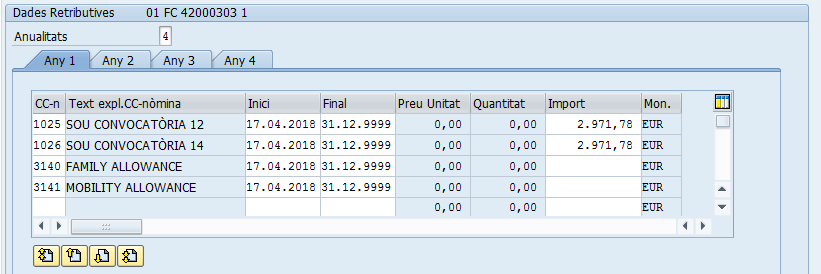 Dades Retributives 01 FC 42000303 1
Anualitats 4
Any 1 Any 2 Any 3 Any 4
CC-n Text expl.CC-nòmina Inici Final Preu Unitat Quantitat Import Mon.
1025 SOU CONVOCATÒRIA 12 17.04.2018 31.12.9999 0,00 0,00 2.971,78 EUR
1026 SOU CONVOCATÒRIA 14 17.04.2018 31.12.9999 0,00 0,00 2.971,78 EUR
3140 FAMILY ALLOWANCE 17.04.2018 31.12.9999 0,00 0,00 EUR
3141 MOBILITY ALLOWANCE 17.04.2018 31.12.9999 0,00 0,00 EUR
0,00 0,00 EUR